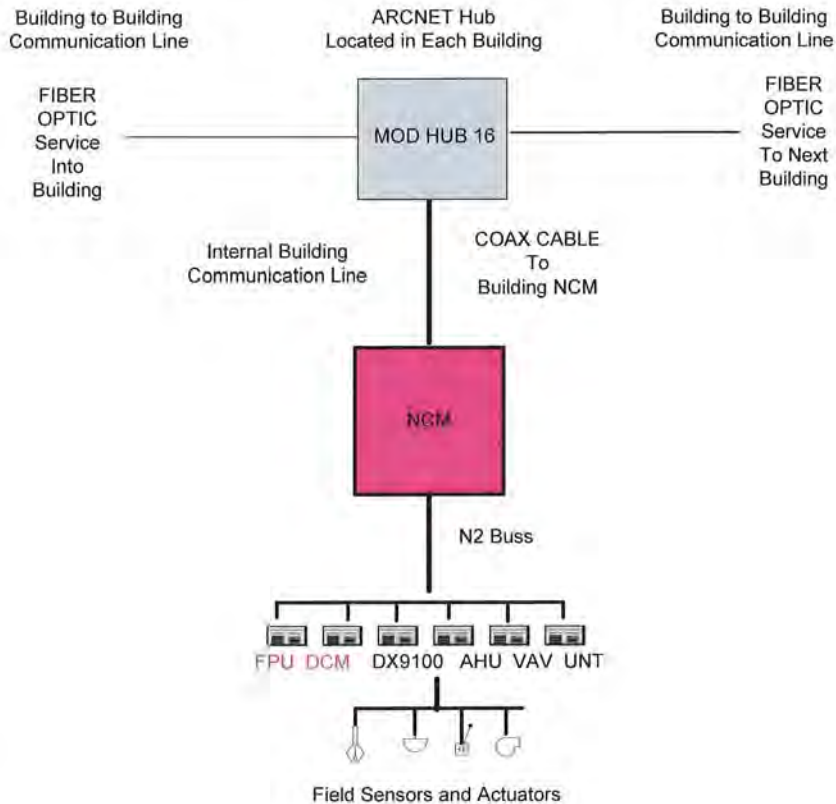 Building to Building
Communication Line
ARCNET Hub
Located in Each Building
Building to Building
Communication Line
FIBER
OPTIC
Service
Into
Building
MOD HUB 16
FIBER
OPTIC
Service
To Next
Building
Internal Building
Communication Line
COAX CABLE
To
Building NCM
NCM
N2 Buss
FPU DCM DX9100 AHU VAV UNT
Field Sensors and Actuators